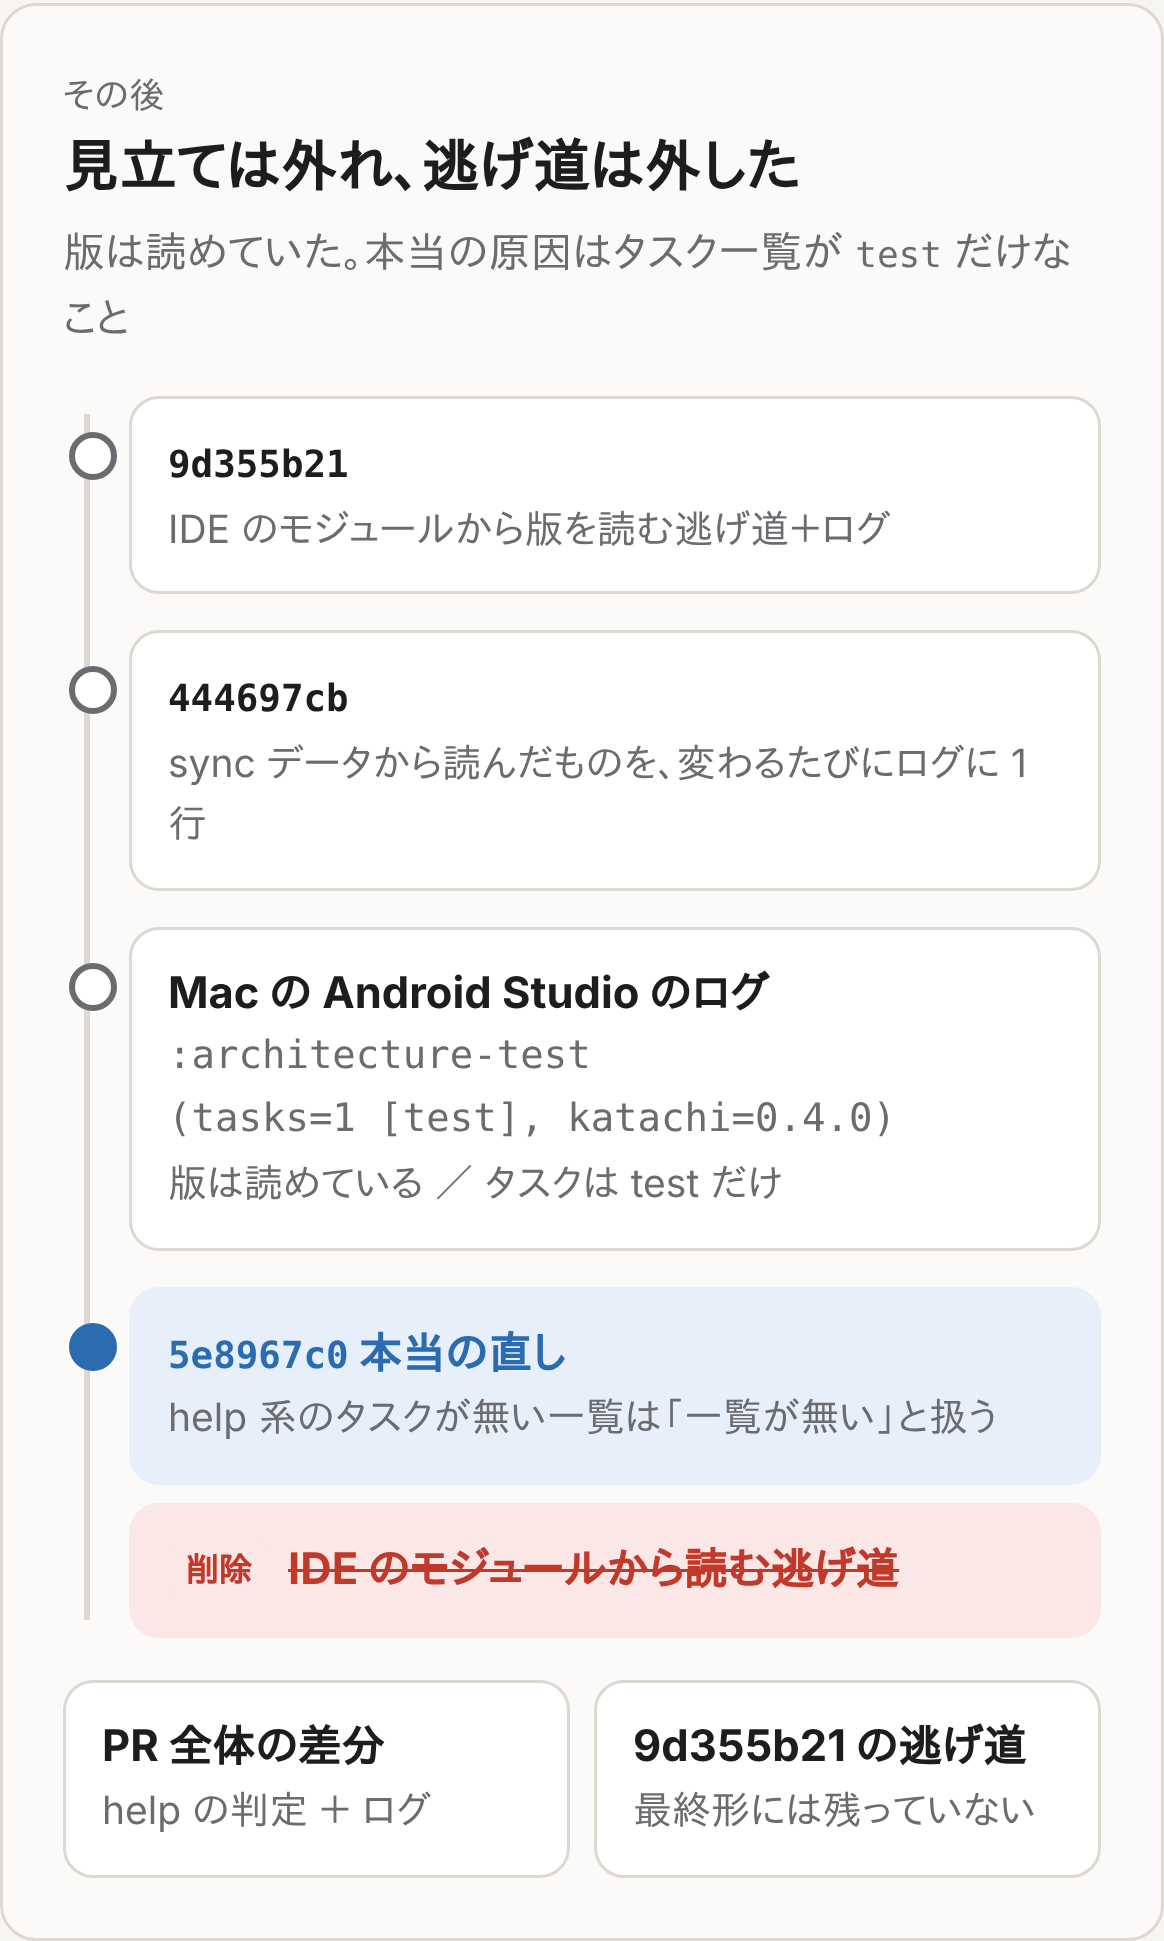 その後
見立ては外れ、逃げ道は外した
版は読めていた。本当の原因はタスク一覧が test だけな
こと
9d355b21
IDE のモジュールから版を読む逃げ道＋ログ
444697cb
sync データから読んだものを、変わるたびにログに 1
行
Mac の Android Studio のログ
:architecture-test
(tasks=1 [test], katachi=0.4.0)
版は読めている ／ タスクは test だけ
5e8967c0 本当の直し
help 系のタスクが無い一覧は「一覧が無い」と扱う
削除 IDE のモジュールから読む逃げ道
PR 全体の差分
help の判定 ＋ ログ
9d355b21 の逃げ道
最終形には残っていない